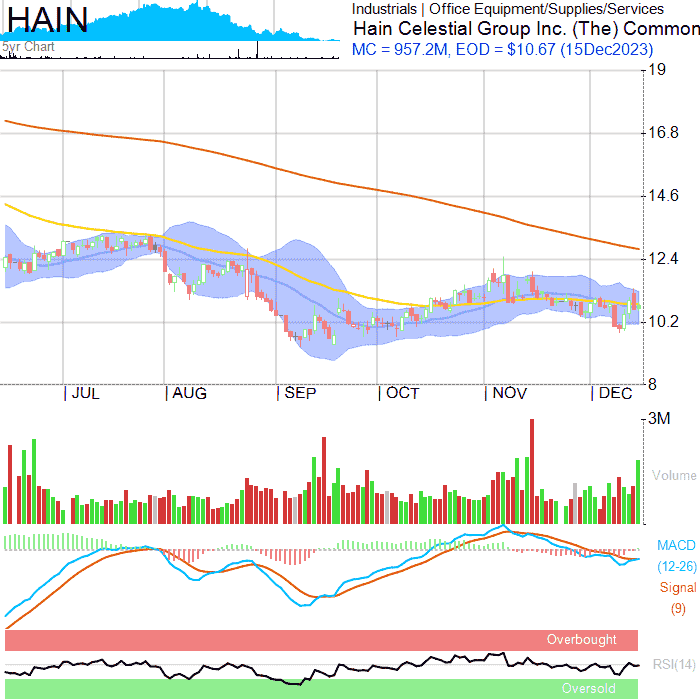 HAIN
5yr Chart
Industrials | Office Equipment/Supplies/Services
Hain Celestial Group Inc. (The) Common
MC = 957.2M, EOD = $10.67 (15Dec2023)
19
16.8
14.6
12.4
10.2
8
JUL
AUG
SEP
OCT
NOV
DEC
3M
Volume
MACD
(12-26)
Signal
(9)
Overbought
RSI(14)
Oversold